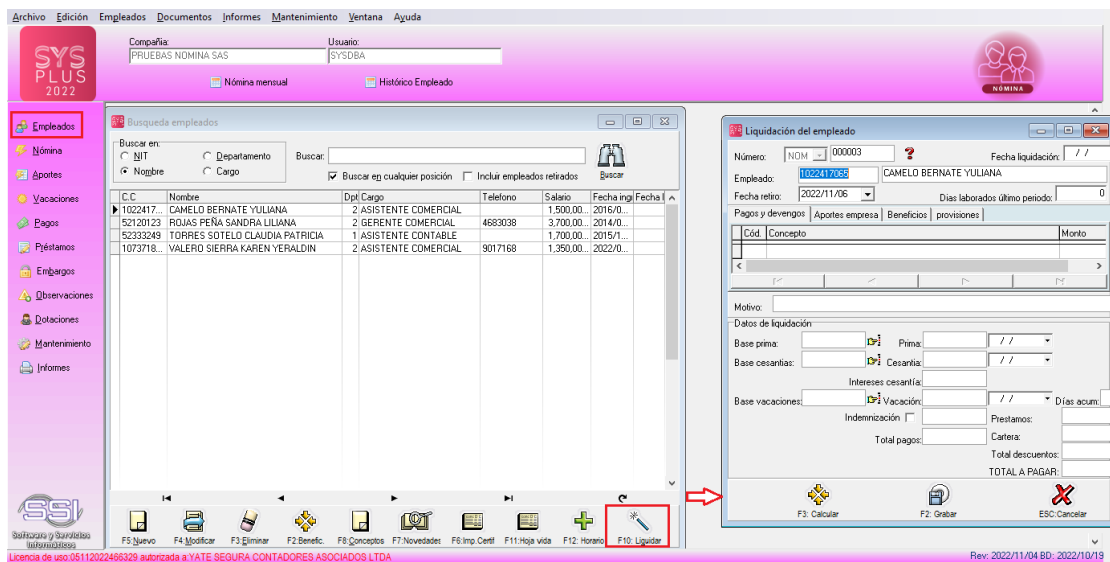 Archivo Edición Empleados Documentos Informes Mantenimiento Ventana Ayuda
SYS
PLUS
2022
Compañia: Usuario:
PRUEBAS NOMINA SAS SYSDBA
Nómina mensual Histórico Empleado
NÓMINA
Empleados
Nómina
Aportes
Vacaciones
Pagos
Préstamos
Embargos
Observaciones
Dotaciones
Mantenimiento
Informes
SSI
Software y Servicios
Informáticos
Busqueda empleados
Buscar en:
NIT Departamento Buscar:
Nombre Cargo Buscar en cualquier posición Incluir empleados retirados Buscar
C.C Nombre Dpt Cargo Telefono Salario Fecha ingr Fecha
1022417... CAMELO BERNATE YULIANA 2 ASISTENTE COMERCIAL 1,500,00... 2016/0...
52120123 ROJAS PEÑA SANDRA LILIANA 2 GERENTE COMERCIAL 4683038 3,700,00... 2014/0...
52333249 TORRES SOTELO CLAUDIA PATRICIA 1 ASISTENTE CONTABLE 1,700,00... 2015/1...
1073718... VALERO SIERRA KAREN YERALDIN 2 ASISTENTE COMERCIAL 9017168 1,350,00... 2022/0...
F5:Nuevo F4:Modificar F3:Eliminar F2:Benefic. F8:Conceptos F7:Novedades F6:Imp.Certif F11:Hoja vida F12: Horario F10: Liquidar
Liquidación del empleado
Número: NOM 000003 ? Fecha liquidación: / /
Empleado: 1022417065 CAMELO BERNATE YULIANA
Fecha retiro: 2022/11/06 Dias laborados último periodo: 0
Pagos y devengos Aportes empresa Beneficios provisiones
Cód. Concepto Monto
Motivo:
Datos de liquidación
Base prima: Prima: / /
Base cesantias: Cesantia: / /
Intereses cesantía:
Base vacaciones: Vacación: / / Días acum:
Indemnización Prestamos:
Total pagos: Cartera:
Total descuentos:
TOTAL A PAGAR:
F3: Calcular F2: Grabar ESC:Cancelar
Licencia de uso:05112022466329 autorizada a:YATE SEGURA CONTADORES ASOCIADOS LTDA Rev: 2022/11/04 BD: 2022/10/19